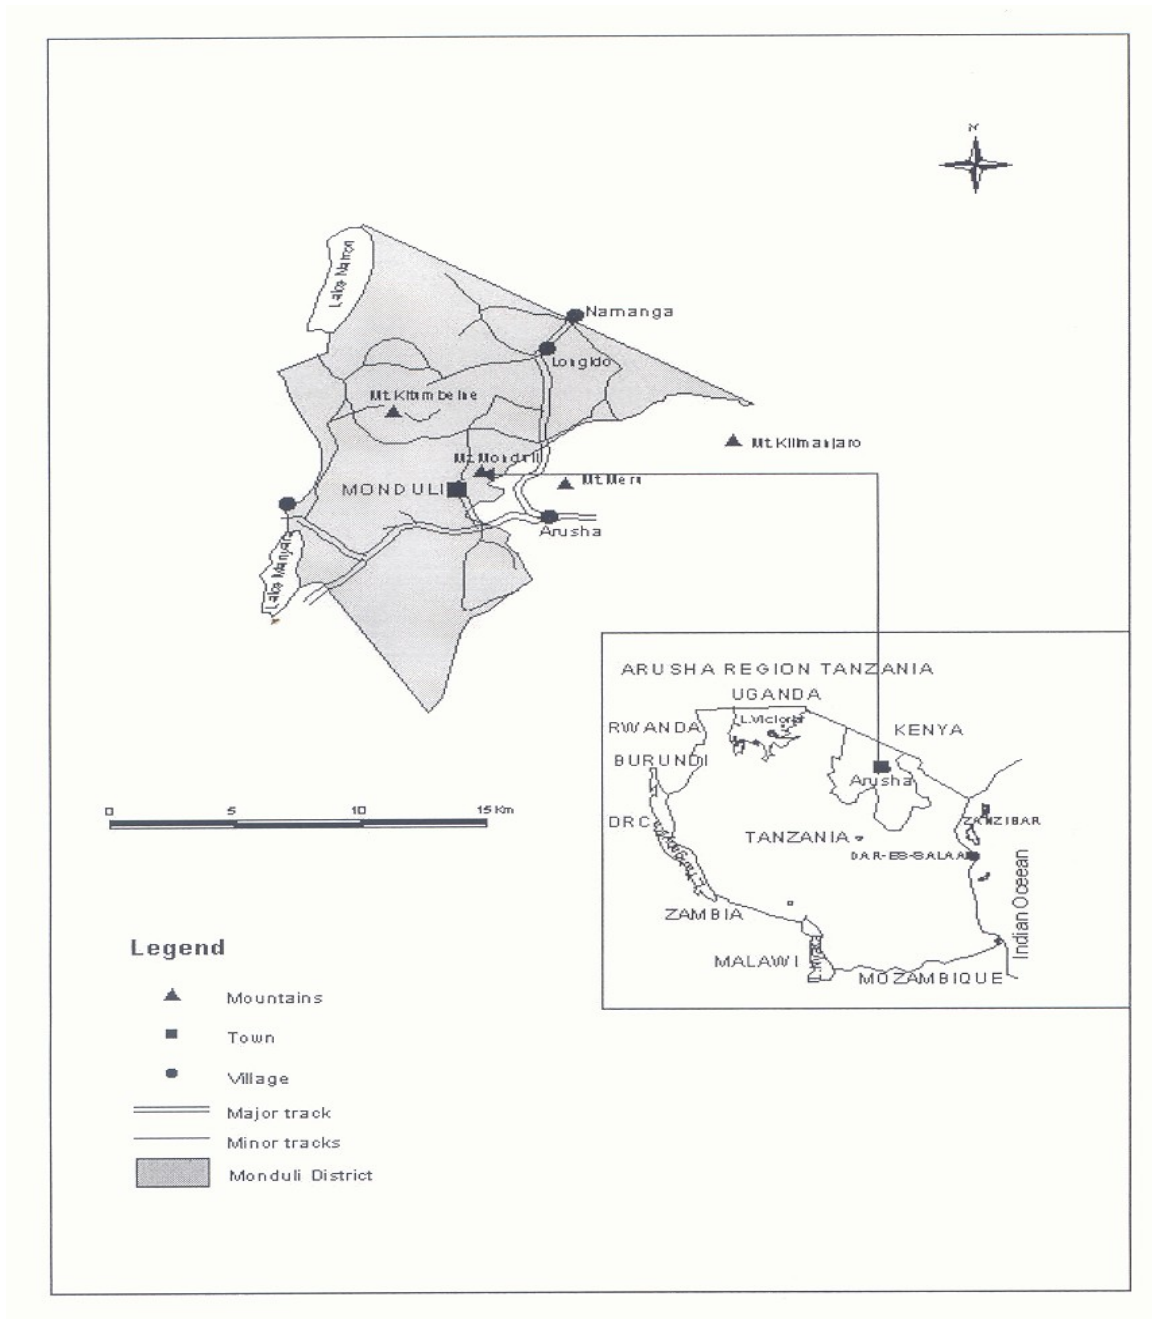 N
Lake Natron
Namanga
Longido
Mt.Kitumbeine
Mt.Kilimanjaro
Mt.Monduli
Mt.Meru
MONDULI
Arusha
Lake Manyara
ARUSHA REGION TANZANIA
UGANDA
L.Victoria
RWANDA
KENYA
BURUNDI
Arusha
DRC
ZANZIBAR
TANZANIA
DAR-ES-SALAA
ZAMBIA
Indian Oceean
MALAWI
MOZAMBIQUE
0 5 10 15 Km
Legend
Mountains
Town
Village
Major track
Minor tracks
Monduli District